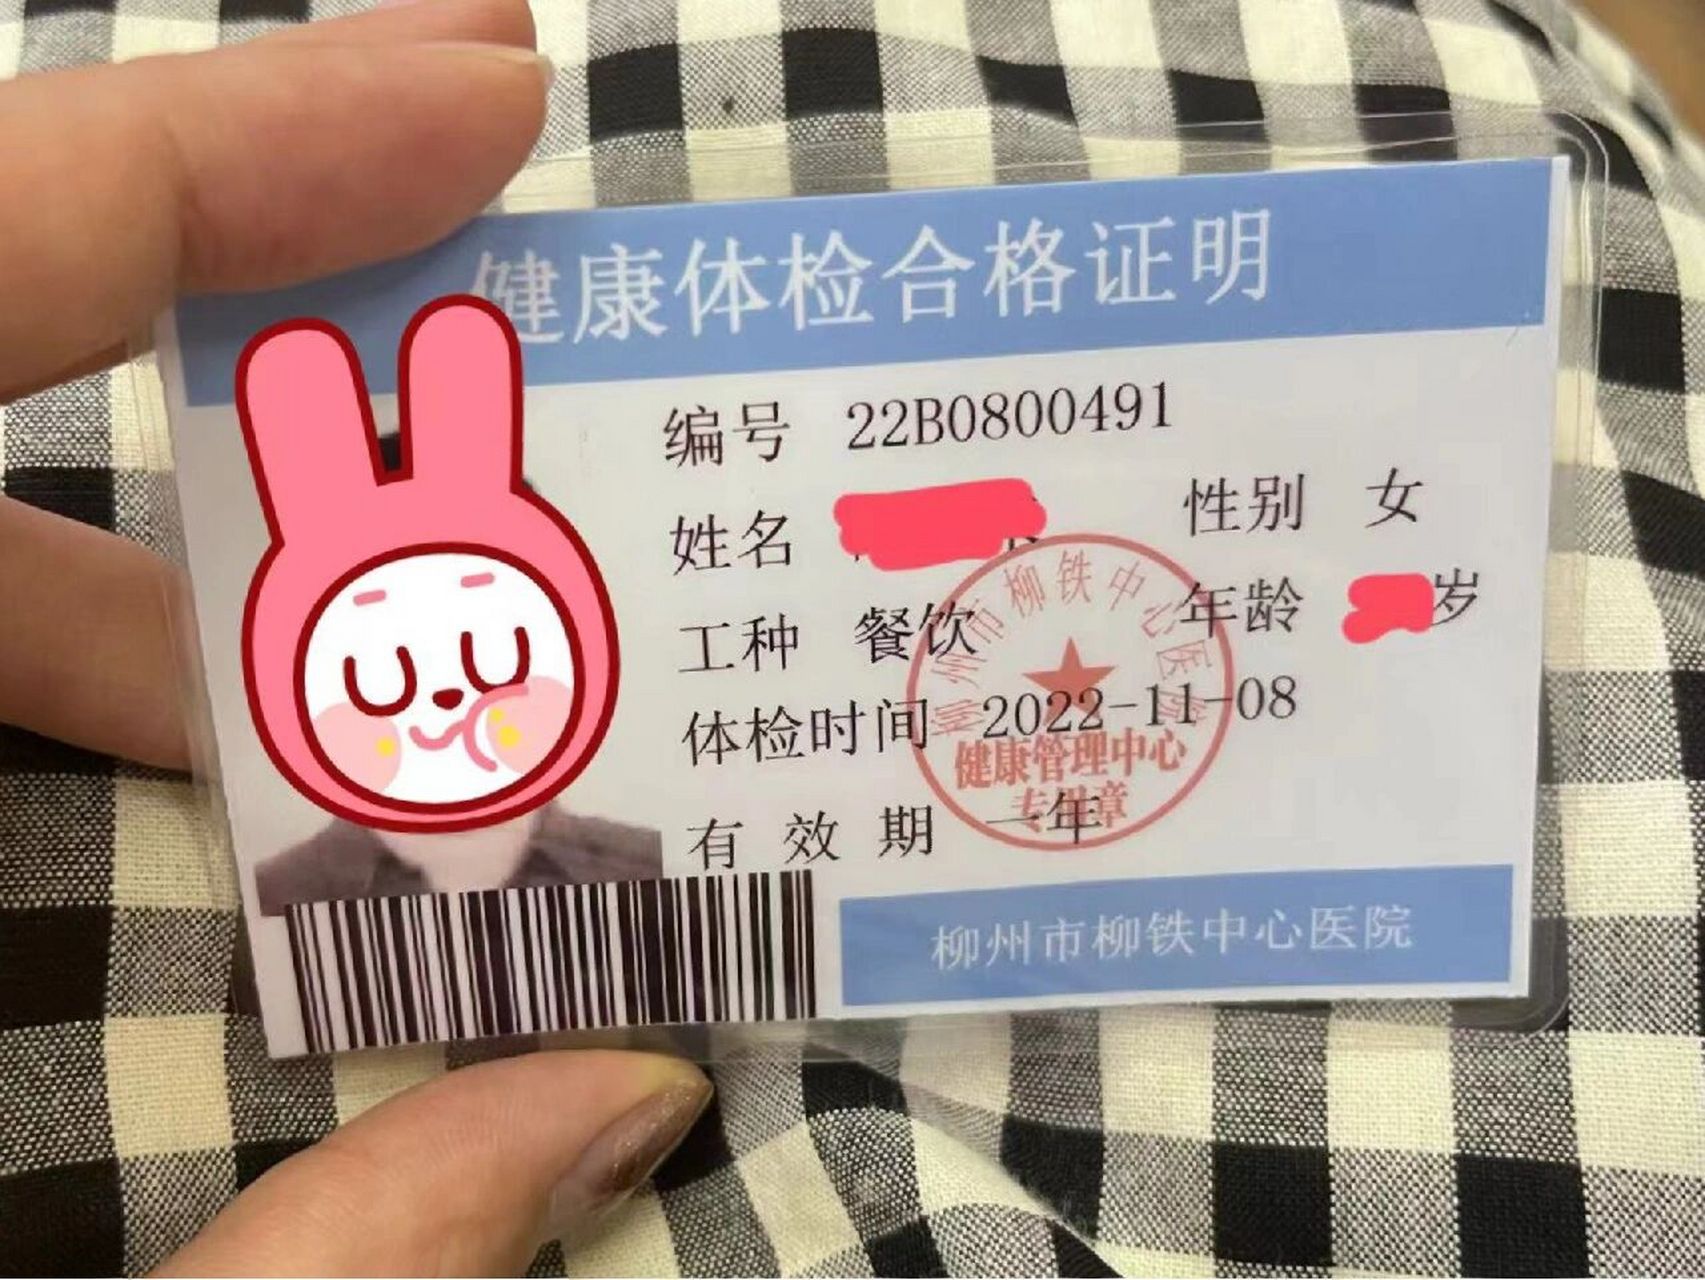 健康体检合格证明
编号 22B0800491
姓名
性别 女
工种 餐饮
年龄 岁
体检时间 2022-11-08
有效期 一年
柳州市柳铁中心医院
健康管理中心
专用章
柳州市柳铁中心医院